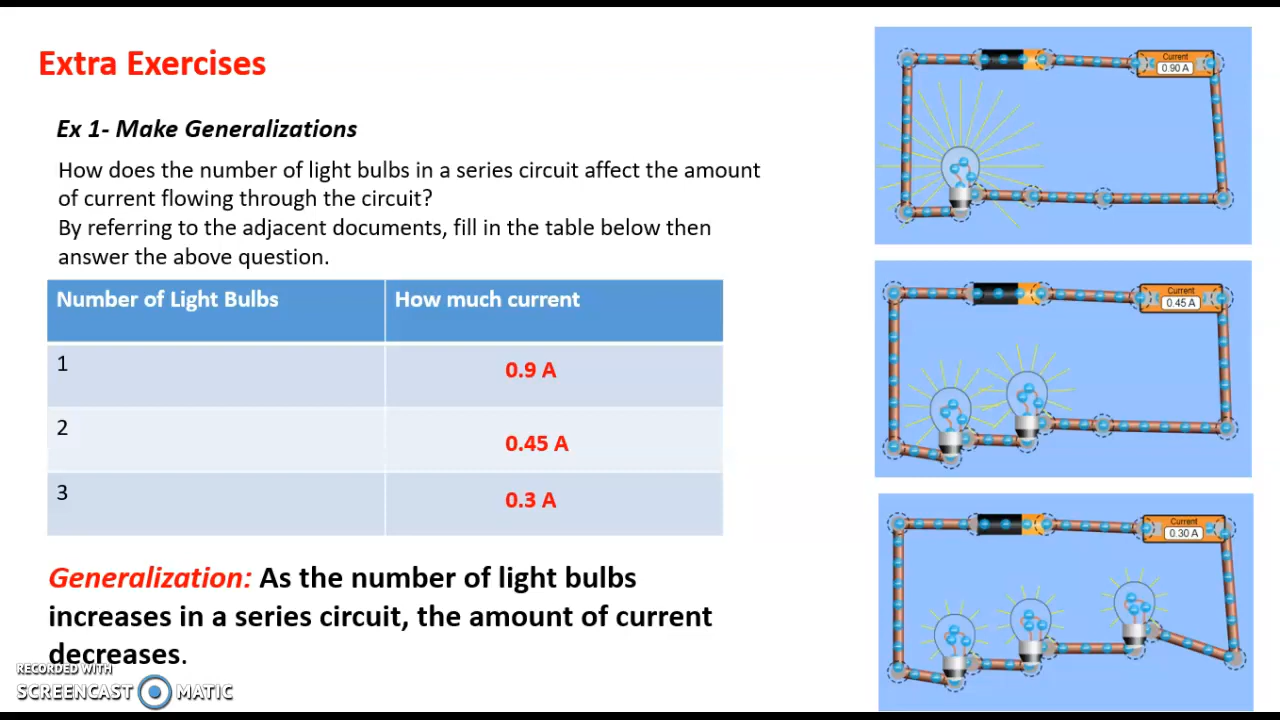 Extra Exercises
Ex 1- Make Generalizations
How does the number of light bulbs in a series circuit affect the amount
of current flowing through the circuit?
By referring to the adjacent documents, fill in the table below then
answer the above question.
Number of Light Bulbs How much current
1 0.9 A
2 0.45 A
3 0.3 A
Generalization: As the number of light bulbs
increases in a series circuit, the amount of current
decreases.
RECORDED WITH
SCREENCAST MATIC
Current
0.90 A
Current
0.45 A
Current
0.30 A